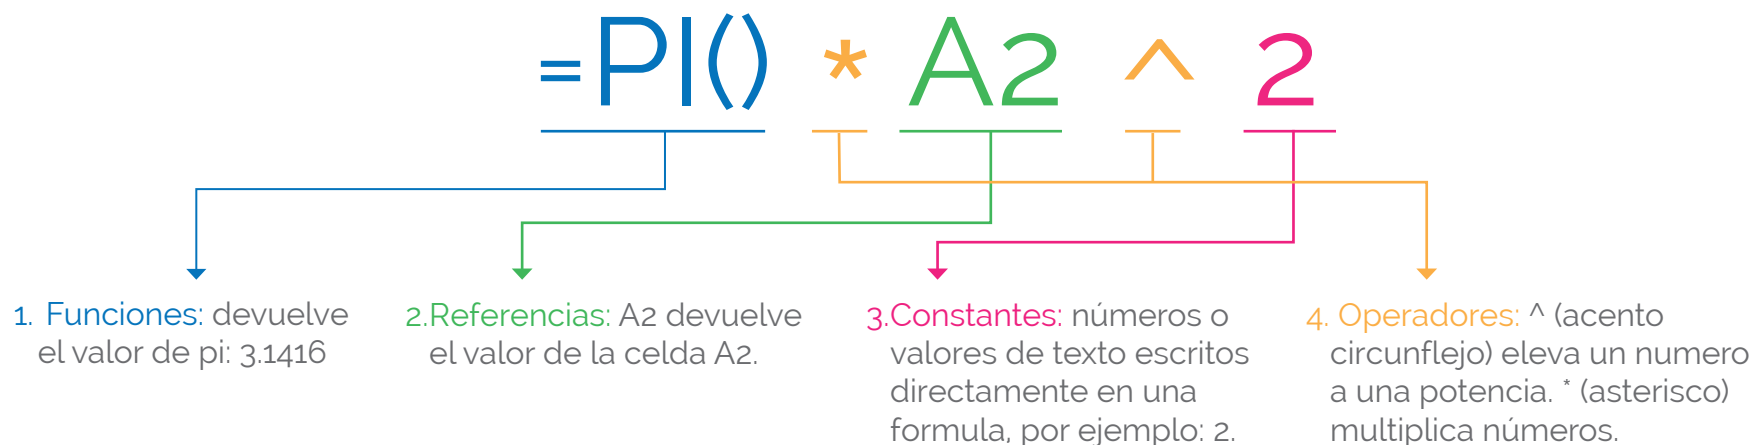 =PI() * A2 ^ 2
1. Funciones: devuelve
el valor de pi: 3.1416
2.Referencias: A2 devuelve
el valor de la celda A2.
3.Constantes: números o
valores de texto escritos
directamente en una
formula, por ejemplo: 2.
4. Operadores: ^ (acento
circunflejo) eleva un numero
a una potencia. * (asterisco)
multiplica números.